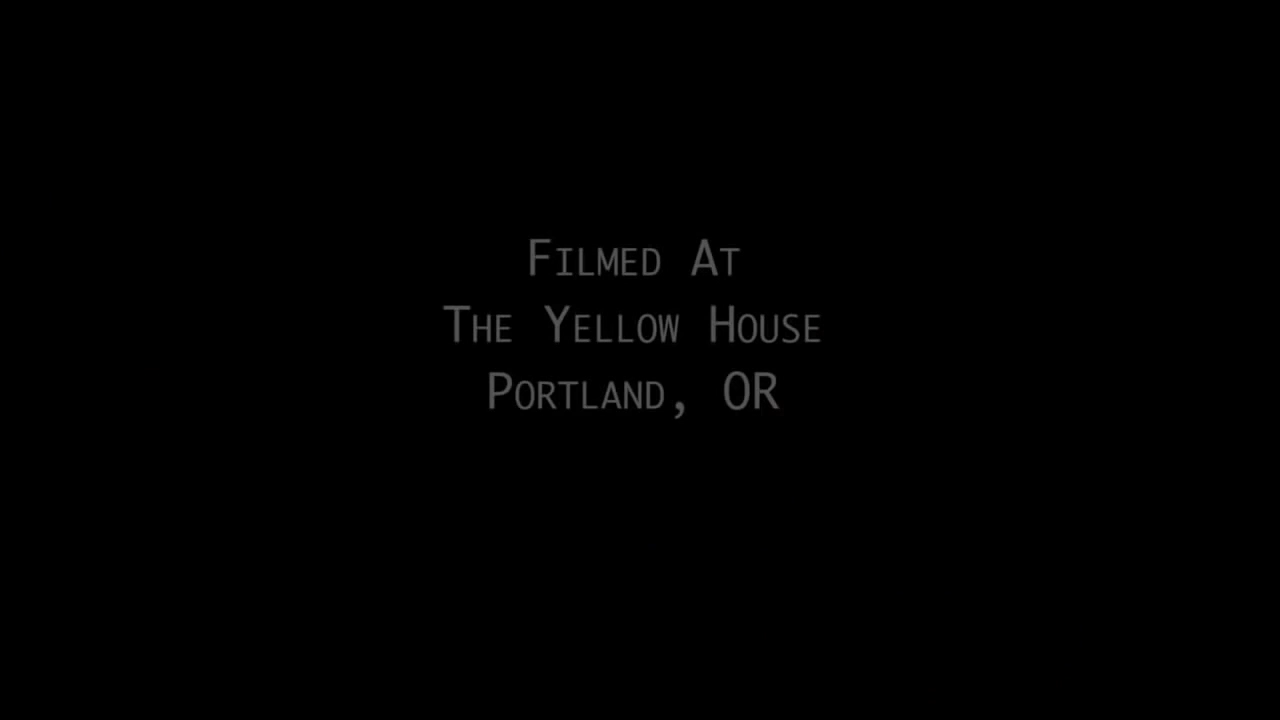 Filmed At
The Yellow House
Portland, OR